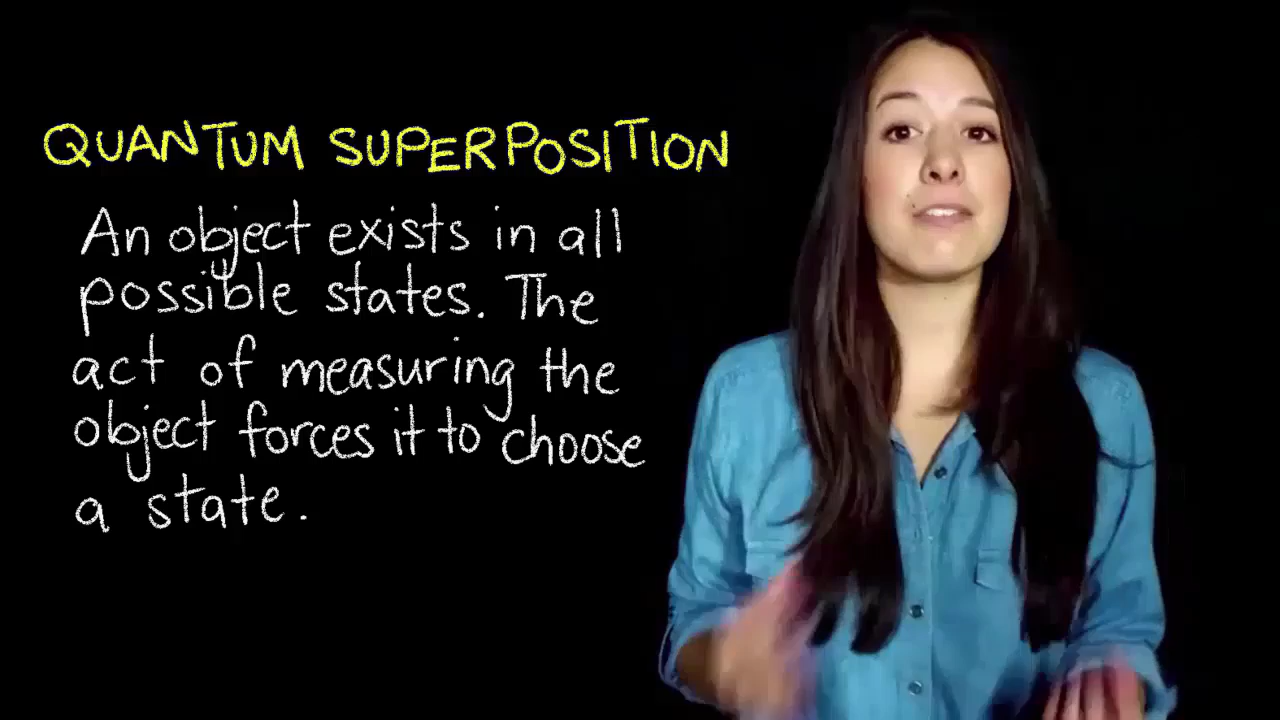 QUANTUM SUPERPOSITION
An object exists in all
possible states. The
act of measuring the
object forces it to choose
a state.